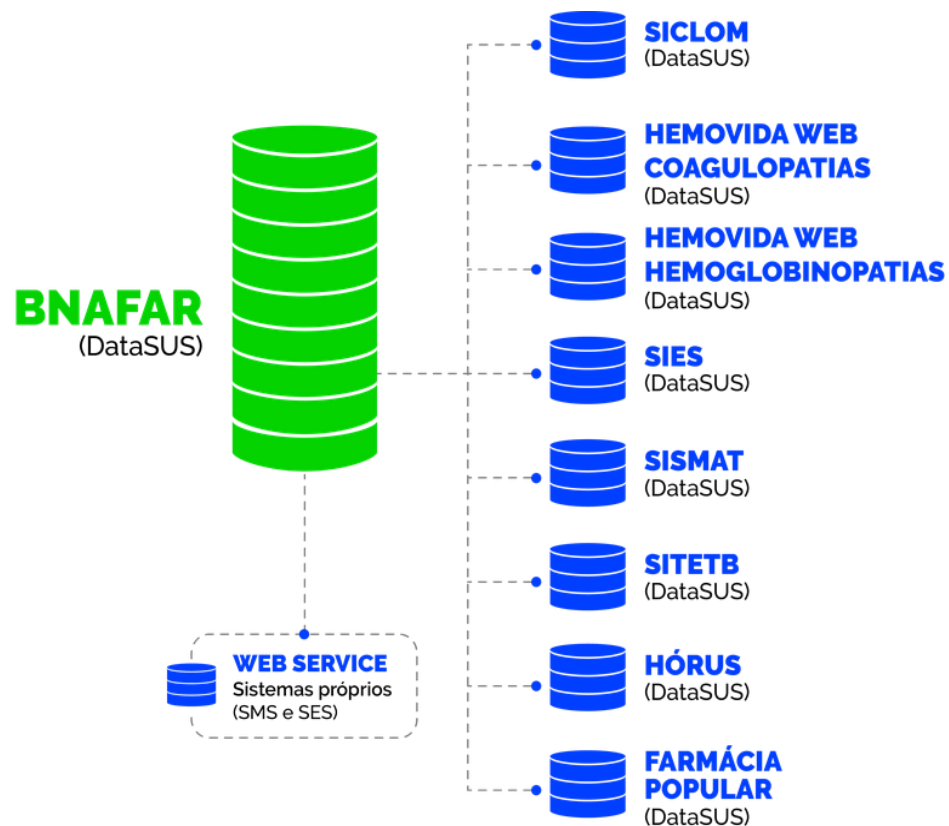 BNAFAR
(DataSUS)
WEB SERVICE
Sistemas próprios
(SMS e SES)
SICLOM
(DataSUS)
HEMOVIDA WEB
COAGULOPATIAS
(DataSUS)
HEMOVIDA WEB
HEMOGLOBINOPATIAS
(DataSUS)
SIES
(DataSUS)
SISMAT
(DataSUS)
SITETB
(DataSUS)
HÓRUS
(DataSUS)
FARMÁCIA
POPULAR
(DataSUS)